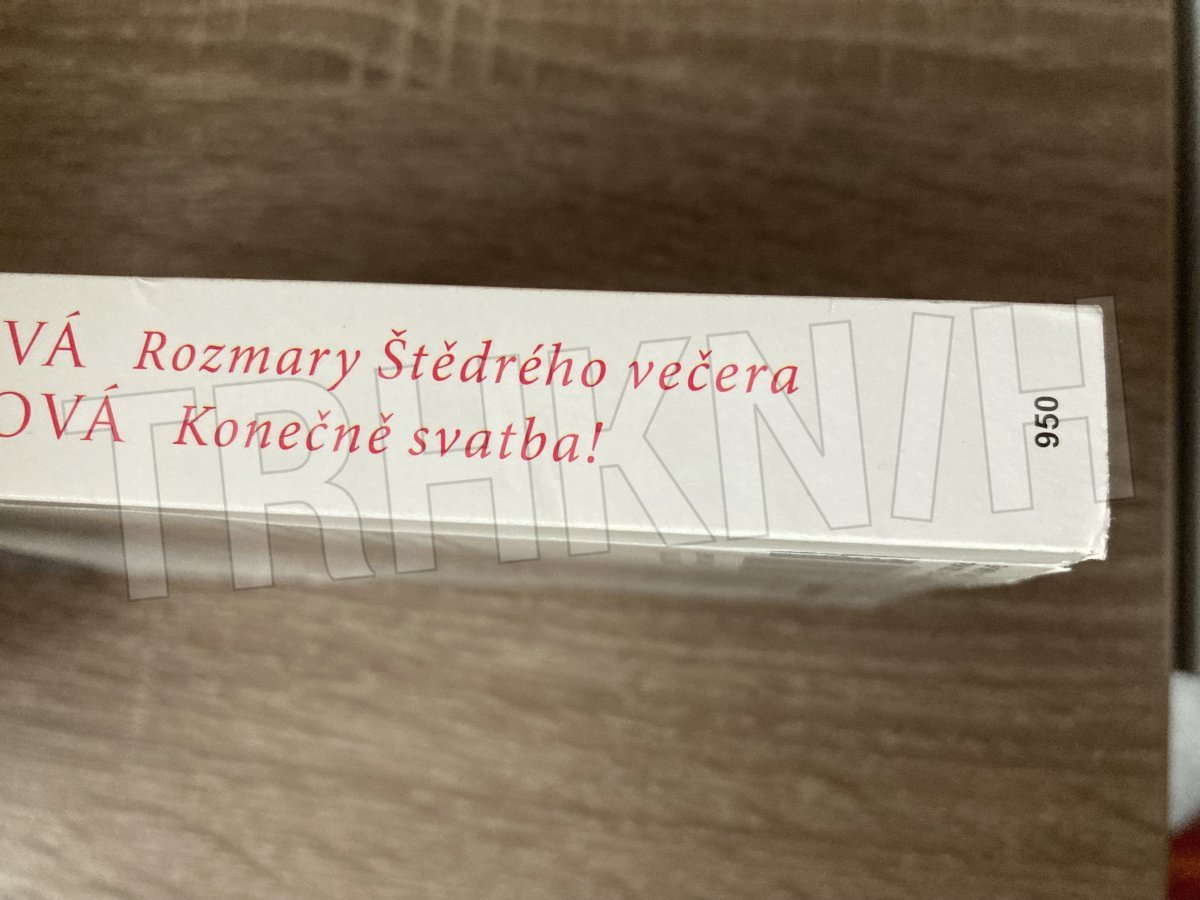 VÁ Rozmary Štědrého večera
OVÁ Konečně svatba!
950
TRHKNIH